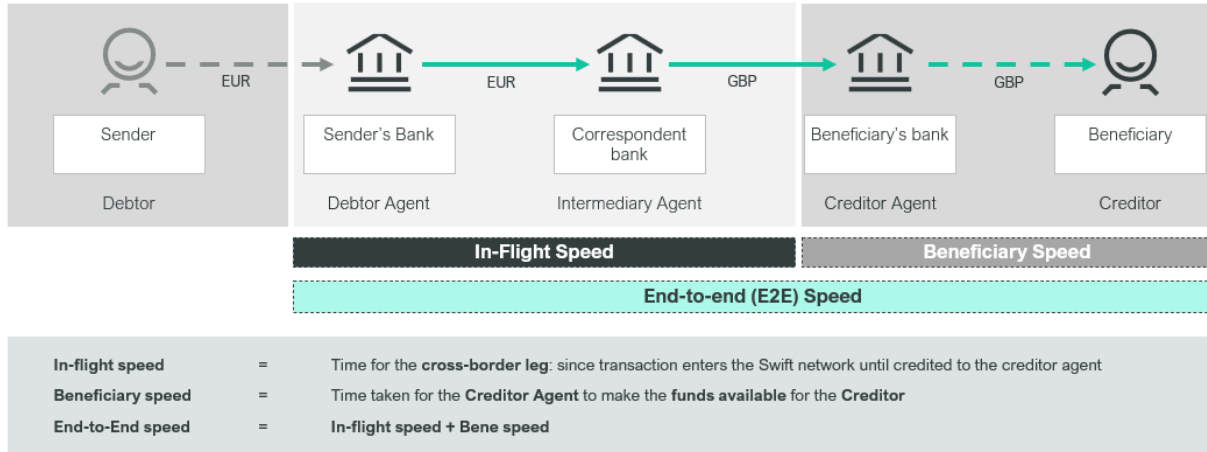 EUR
EUR
GBP
GBP
Sender
Sender's Bank
Correspondent
bank
Beneficiary's bank
Beneficiary
Debtor
Debtor Agent
Intermediary Agent
Creditor Agent
Creditor
In-Flight Speed
Beneficiary Speed
End-to-end (E2E) Speed
In-flight speed = Time for the cross-border leg: since transaction enters the Swift network until credited to the creditor agent
Beneficiary speed = Time taken for the Creditor Agent to make the funds available for the Creditor
End-to-End speed = In-flight speed + Bene speed